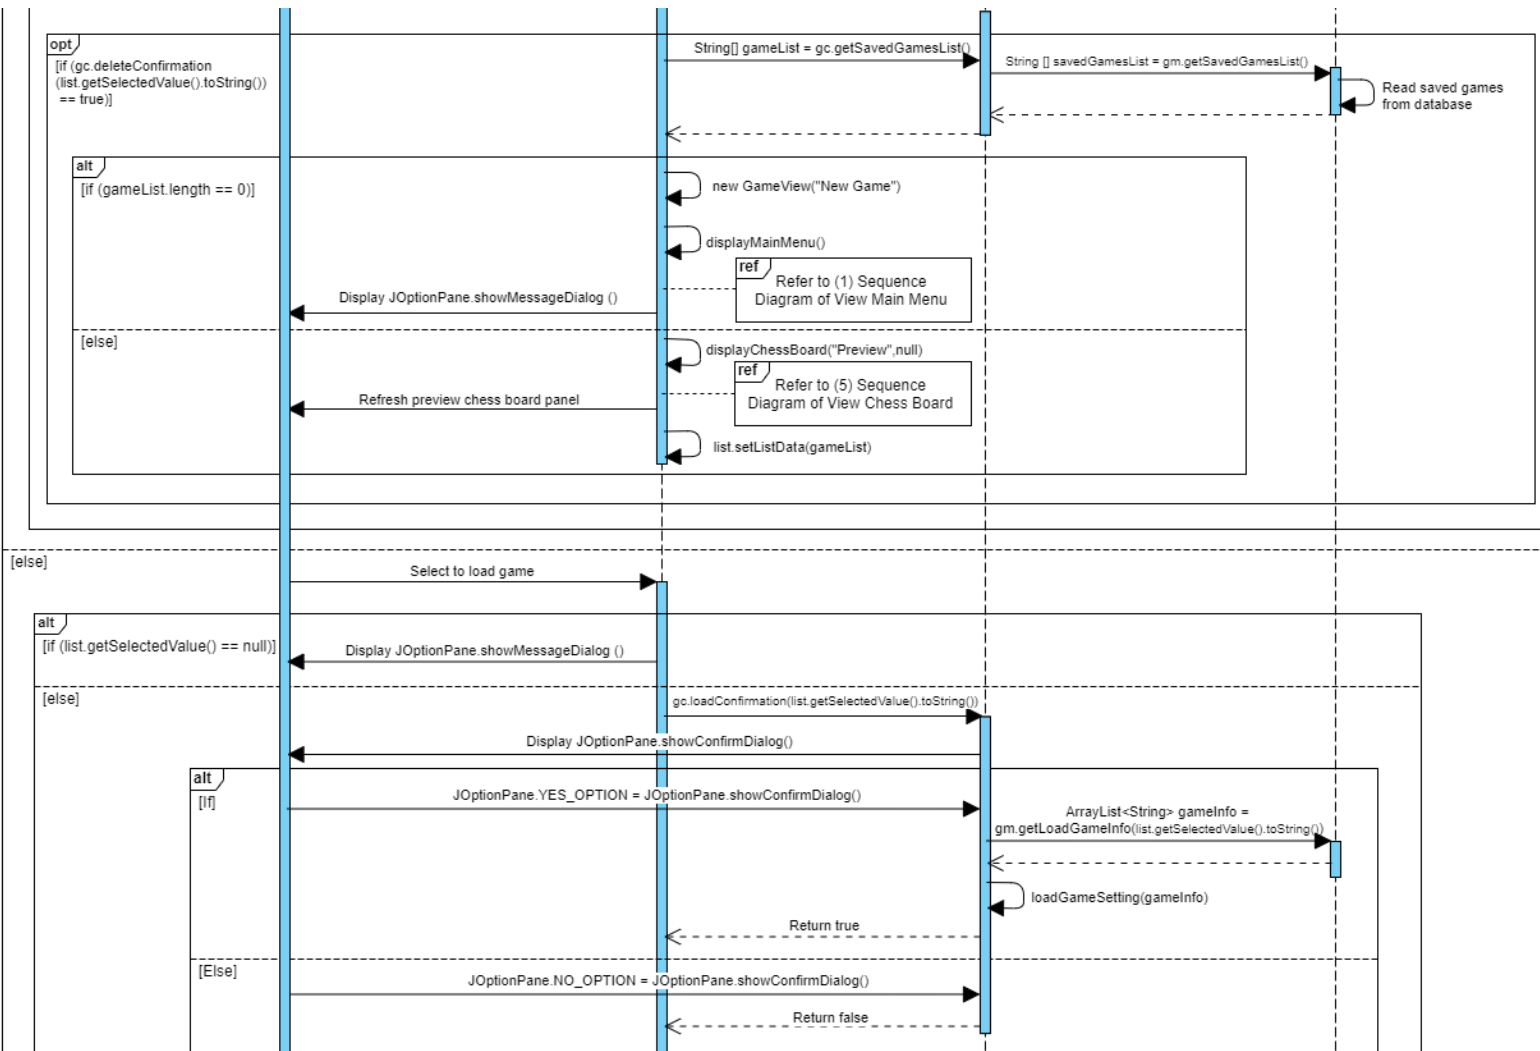 opt
[if (gc.deleteConfirmation
(list.getSelectedValue().toString())
== true)]
String[] gameList = gc.getSavedGamesList()
String [] savedGamesList = gm.getSavedGamesList()
Read saved games
from database
alt
[if (gameList.length == 0)]
new GameView("New Game")
displayMainMenu()
ref
Refer to (1) Sequence
Diagram of View Main Menu
Display JOptionPane.showMessageDialog ()
[else]
displayChessBoard("Preview",null)
ref
Refer to (5) Sequence
Diagram of View Chess Board
Refresh preview chess board panel
list.setListData(gameList)
[else]
Select to load game
alt
[if (list.getSelectedValue() == null)]
Display JOptionPane.showMessageDialog ()
[else]
gc.loadConfirmation(list.getSelectedValue().toString())
Display JOptionPane.showConfirmDialog()
alt
[If]
JOptionPane.YES_OPTION = JOptionPane.showConfirmDialog()
ArrayList<String> gameInfo =
gm.getLoadGameInfo(list.getSelectedValue().toString())
loadGameSetting(gameInfo)
Return true
[Else]
JOptionPane.NO_OPTION = JOptionPane.showConfirmDialog()
Return false